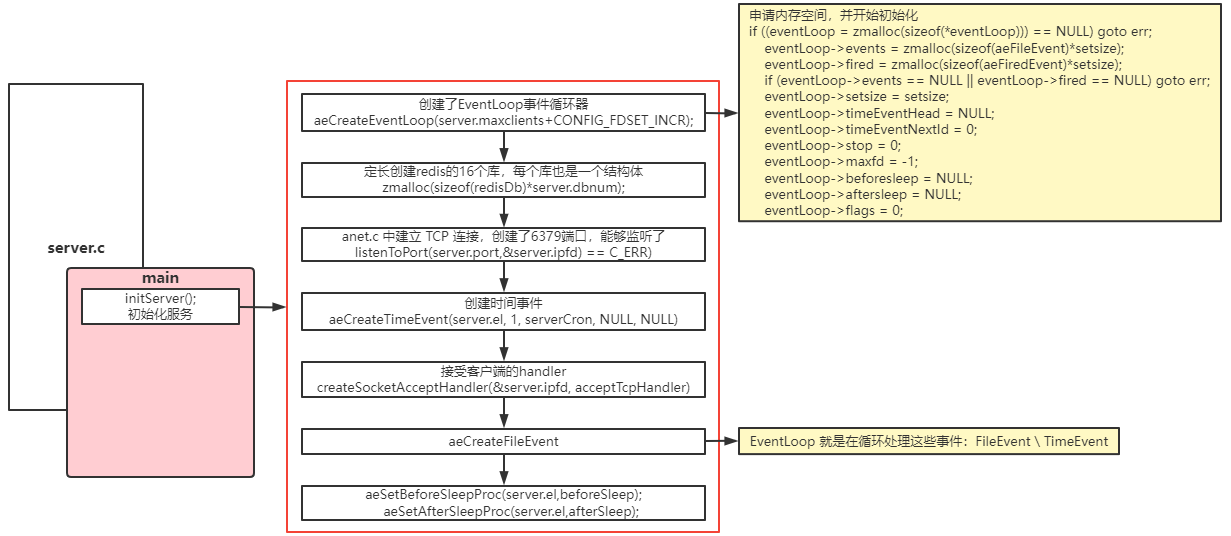 server.c
main
initServer();
初始化服务
创建了EventLoop事件循环器
aeCreateEventLoop(server.maxclients+CONFIG_FDSET_INCR);
定长创建redis的16个库，每个库也是一个结构体
zmalloc(sizeof(redisDb)*server.dbnum);
anet.c 中建立 TCP 连接，创建了6379端口，能够监听了
listenToPort(server.port,&server.ipfd) == C_ERR)
创建时间事件
aeCreateTimeEvent(server.el, 1, serverCron, NULL, NULL)
接受客户端的handler
createSocketAcceptHandler(&server.ipfd, acceptTcpHandler)
aeCreateFileEvent
aeSetBeforeSleepProc(server.el,beforeSleep);
aeSetAfterSleepProc(server.el,afterSleep);
申请内存空间，并开始初始化
if ((eventLoop = zmalloc(sizeof(*eventLoop))) == NULL) goto err;
eventLoop->events = zmalloc(sizeof(aeFileEvent)*setsize);
eventLoop->fired = zmalloc(sizeof(aeFiredEvent)*setsize);
if (eventLoop->events == NULL || eventLoop->fired == NULL) goto err;
eventLoop->setsize = setsize;
eventLoop->timeEventHead = NULL;
eventLoop->timeEventNextId = 0;
eventLoop->stop = 0;
eventLoop->maxfd = -1;
eventLoop->beforesleep = NULL;
eventLoop->aftersleep = NULL;
eventLoop->flags = 0;
EventLoop 就是在循环处理这些事件：FileEvent \ TimeEvent